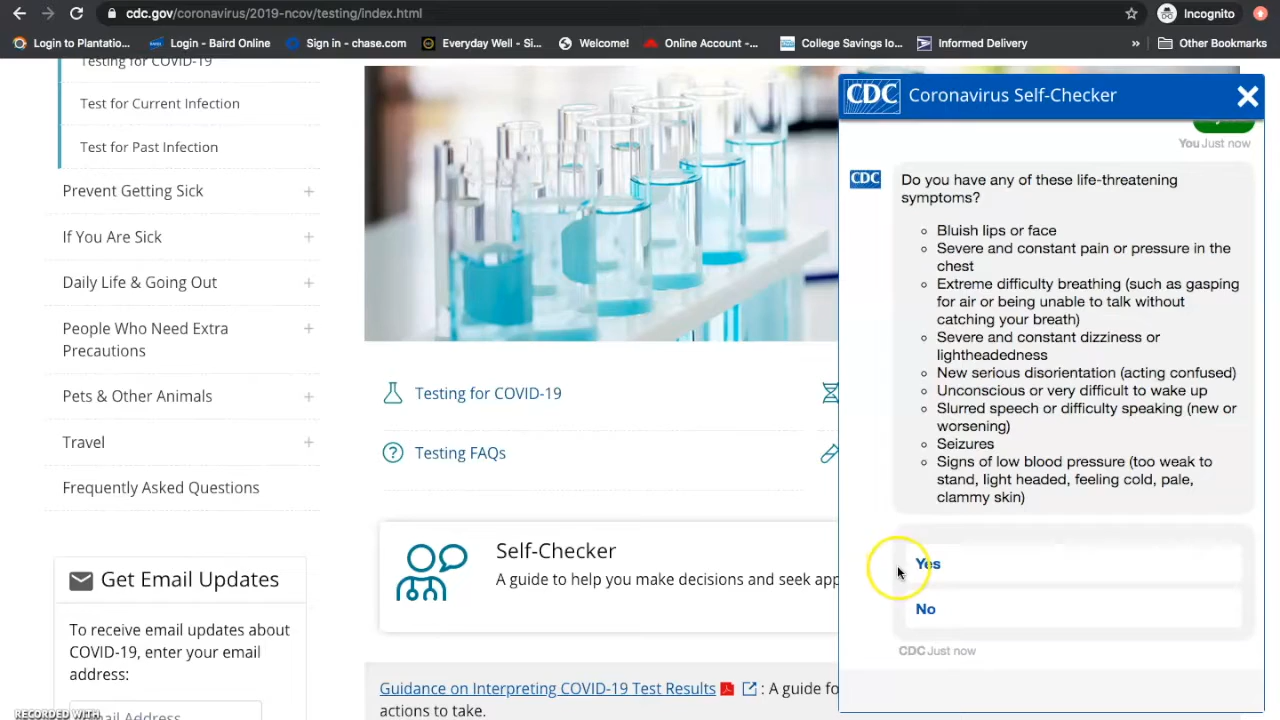 cdc.gov/coronavirus/2019-ncov/testing/index.html
Incognito
Login to Plantatio...
Login - Baird Online
Sign in - chase.com
Everyday Well - Si...
Welcome!
Online Account -...
College Savings Io...
Informed Delivery
»
Other Bookmarks
Testing for COVID-19
Test for Current Infection
Test for Past Infection
Prevent Getting Sick +
If You Are Sick +
Daily Life & Going Out +
People Who Need Extra +
Precautions
Pets & Other Animals +
Travel +
Frequently Asked Questions
Get Email Updates
To receive email updates about
COVID-19, enter your email
address:
Email Address
RECORDED WITH
Testing for COVID-19
Testing FAQs
Self-Checker
A guide to help you make decisions and seek app
Guidance on Interpreting COVID-19 Test Results : A guide fo
actions to take.
CDC Coronavirus Self-Checker
You Just now
CDC
Do you have any of these life-threatening
symptoms?
Bluish lips or face
Severe and constant pain or pressure in the
chest
Extreme difficulty breathing (such as gasping
for air or being unable to talk without
catching your breath)
Severe and constant dizziness or
lightheadedness
New serious disorientation (acting confused)
Unconscious or very difficult to wake up
Slurred speech or difficulty speaking (new or
worsening)
Seizures
Signs of low blood pressure (too weak to
stand, light headed, feeling cold, pale,
clammy skin)
Yes
No
CDC Just now